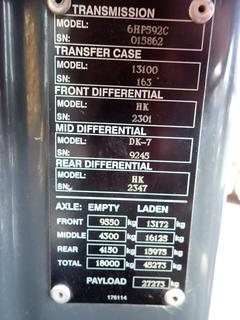 TRANSMISSION
MODEL: 6HP592C
SN: 015862
TRANSFER CASE
MODEL: 13100
SN: 163
FRONT DIFFERENTIAL
MODEL: HK
SN: 2301
MID DIFFERENTIAL
MODEL: DK-7
SN: 9245
REAR DIFFERENTIAL
MODEL: HK
SN: 2347
AXLE: EMPTY LADEN
FRONT 9550 kg 13172 kg
MIDDLE 4300 kg 16125 kg
REAR 4150 kg 15975 kg
TOTAL 18000 kg 45273 kg
PAYLOAD 27273 kg
176114